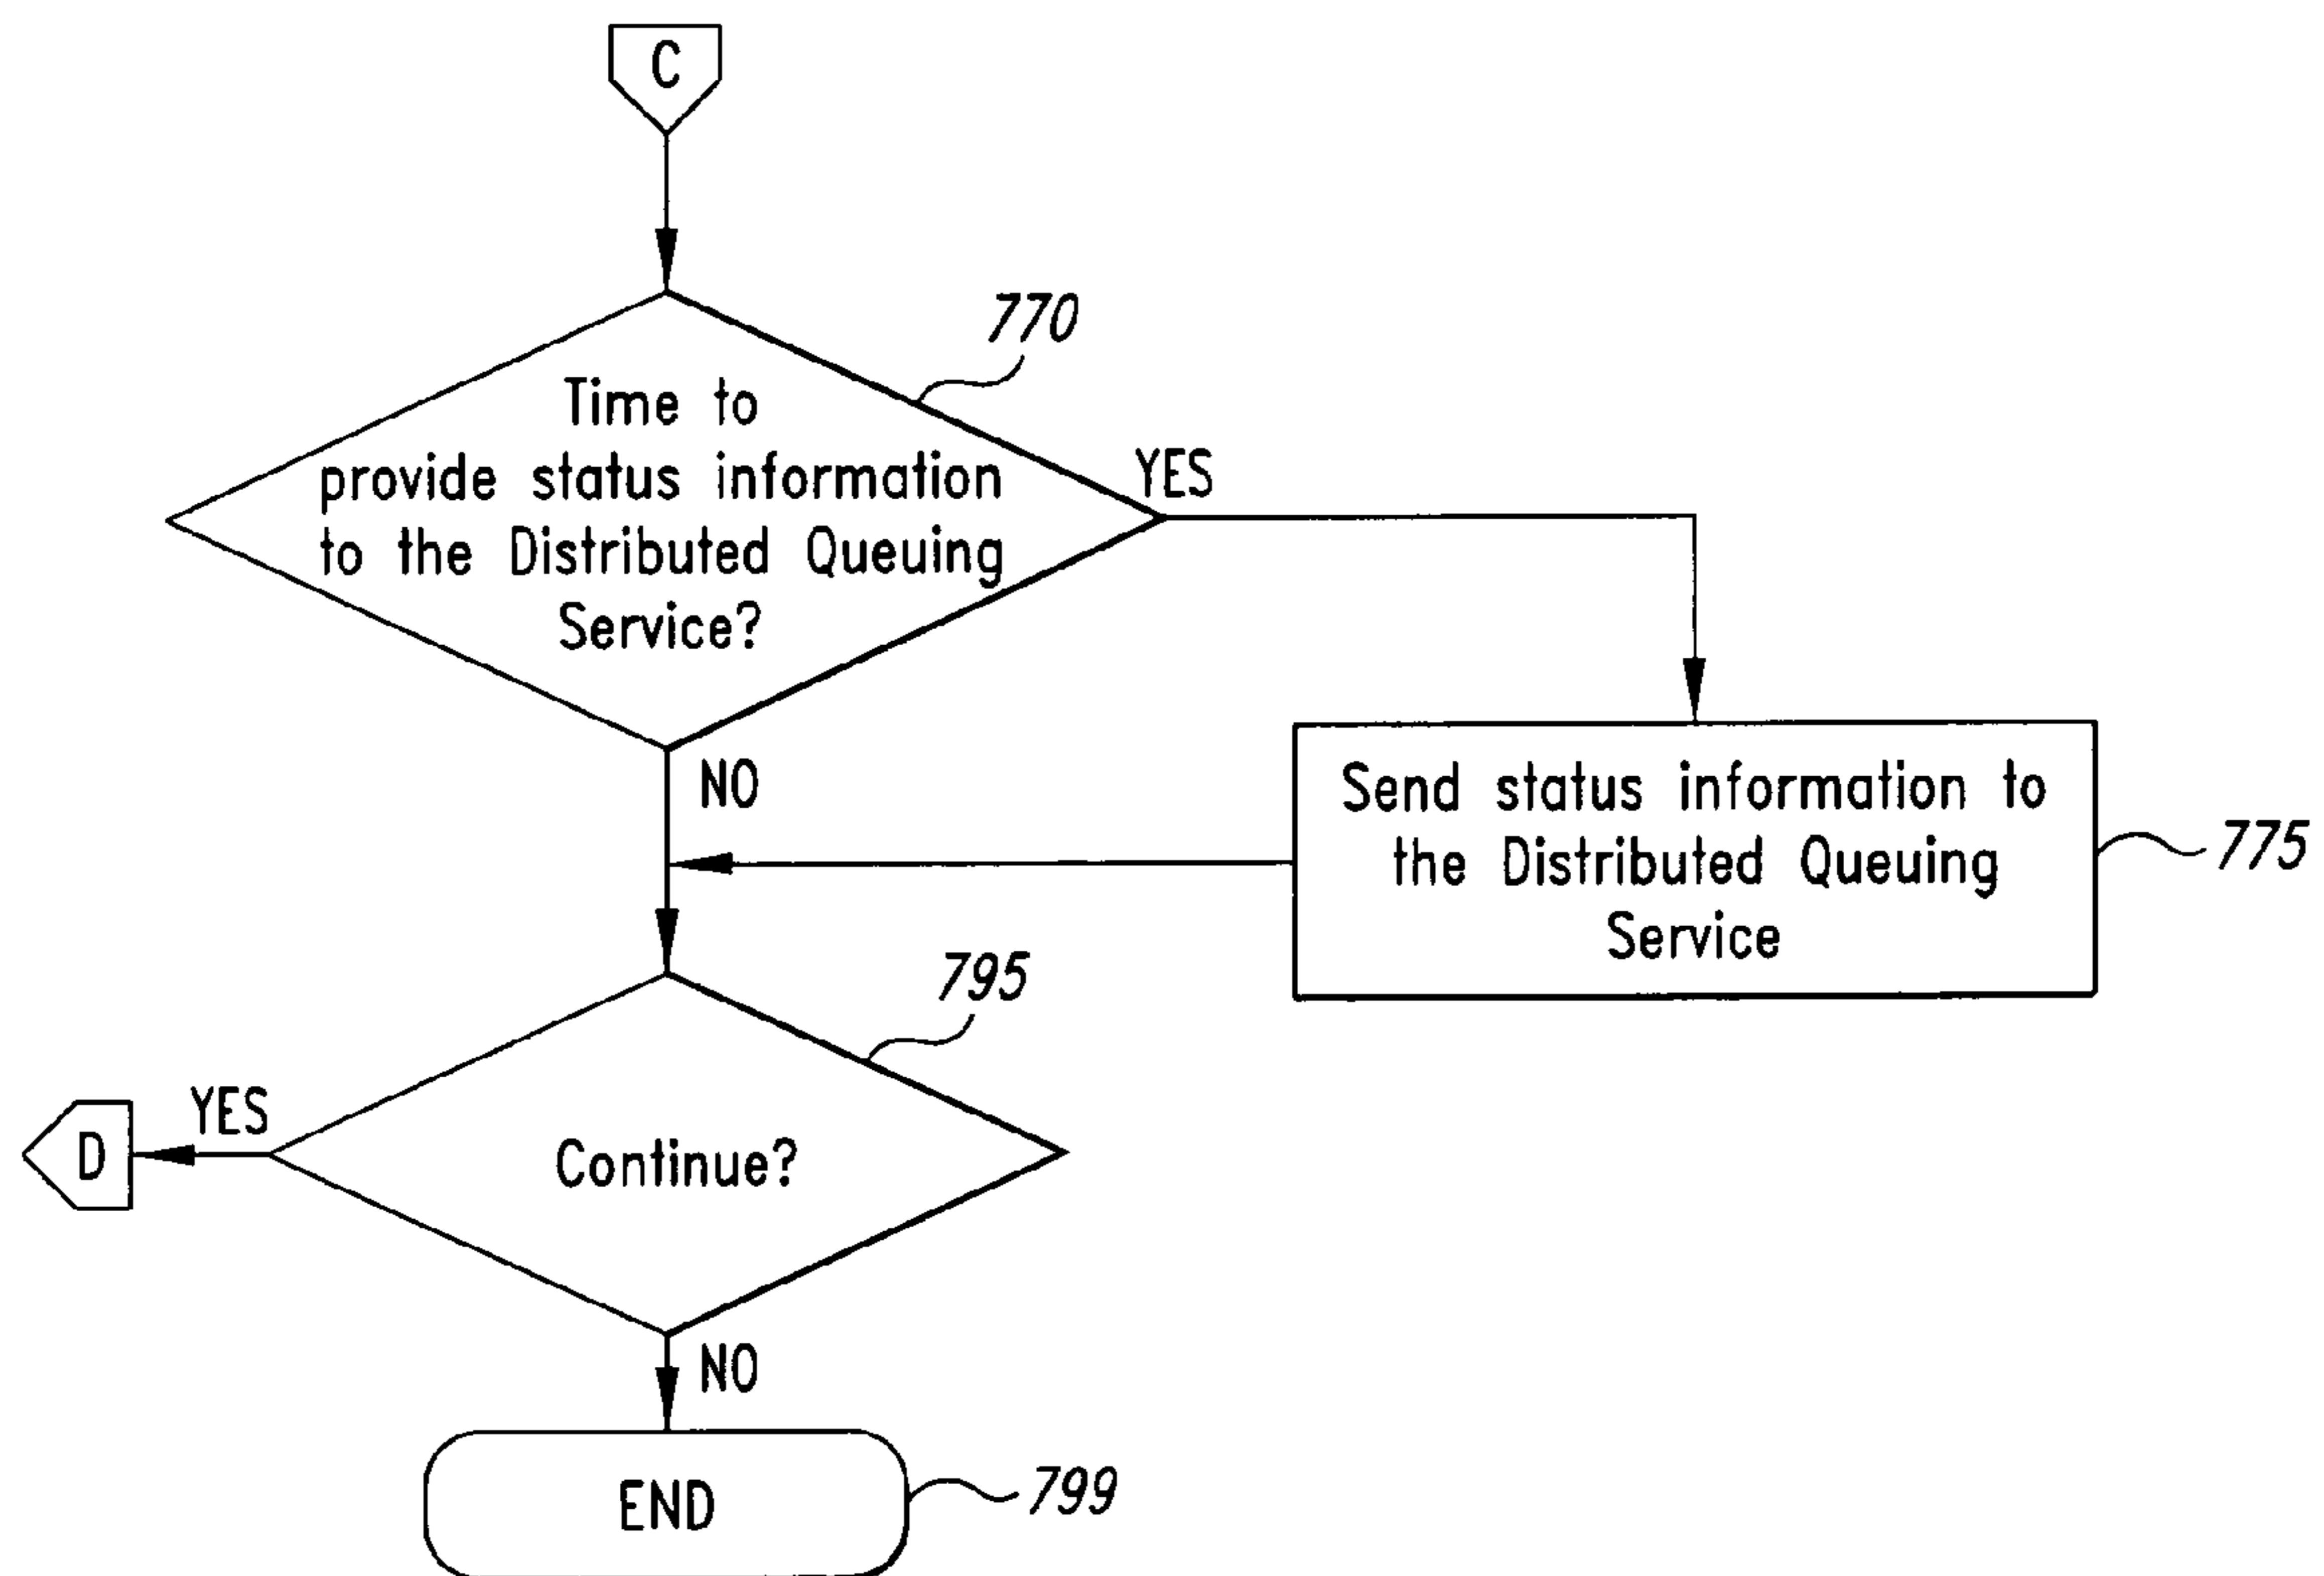 C
770
Time to
provide status information
to the Distributed Queuing
Service?
YES
NO
Send status information to
the Distributed Queuing
Service
775
795
YES
D
Continue?
NO
END
799